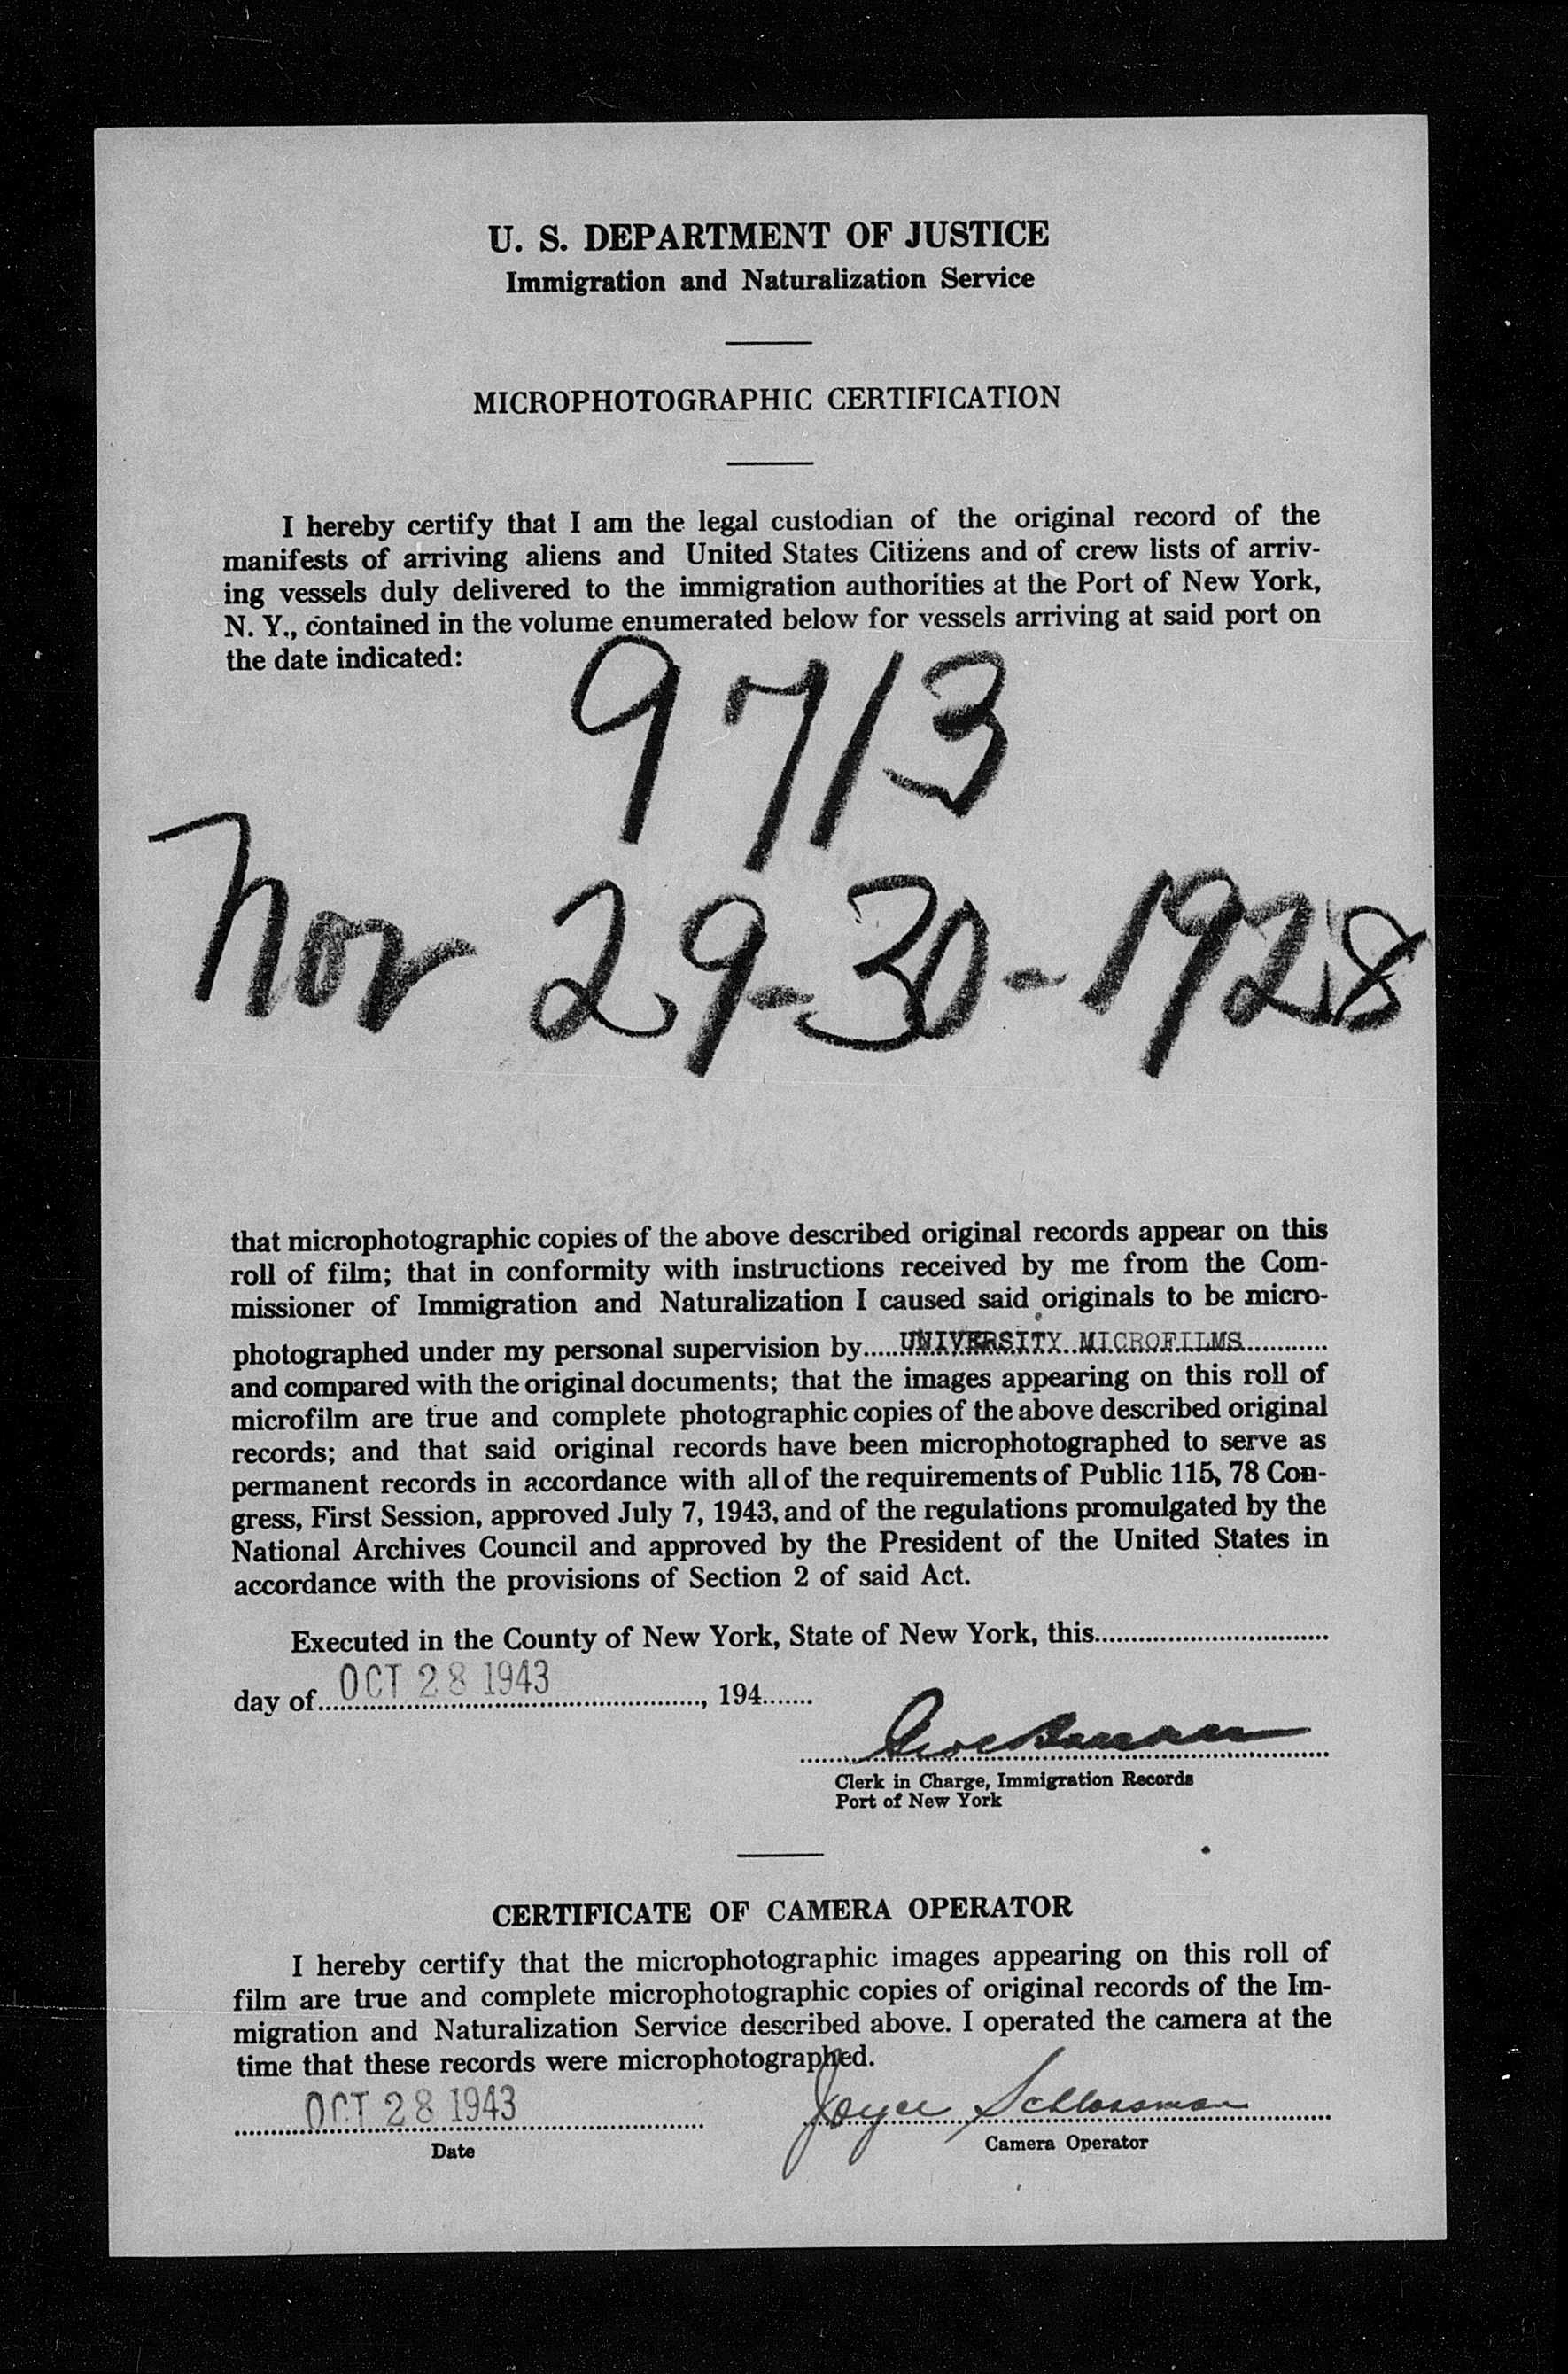 U. S. DEPARTMENT OF JUSTICE
Immigration and Naturalization Service
MICROPHOTOGRAPHIC CERTIFICATION
I hereby certify that I am the legal custodian of the original record of the
manifests of arriving aliens and United States Citizens and of crew lists of arriv-
ing vessels duly delivered to the immigration authorities at the Port of New York,
N. Y., contained in the volume enumerated below for vessels arriving at said port on
the date indicated:
9713
Nov 29-30-1928
that microphotographic copies of the above described original records appear on this
roll of film; that in conformity with instructions received by me from the Com-
missioner of Immigration and Naturalization I caused said originals to be micro-
photographed under my personal supervision by.....UNIVERSITY MICROFILMS............
and compared with the original documents; that the images appearing on this roll of
microfilm are true and complete photographic copies of the above described original
records; and that said original records have been microphotographed to serve as
permanent records in accordance with all of the requirements of Public 115, 78 Con-
gress, First Session, approved July 7, 1943, and of the regulations promulgated by the
National Archives Council and approved by the President of the United States in
accordance with the provisions of Section 2 of said Act.
Executed in the County of New York, State of New York, this................................
day of OCT 28 1943 ........................, 194.......
Clerk in Charge, Immigration Records
Port of New York
CERTIFICATE OF CAMERA OPERATOR
I hereby certify that the microphotographic images appearing on this roll of
film are true and complete microphotographic copies of original records of the Im-
migration and Naturalization Service described above. I operated the camera at the
time that these records were microphotographed.
OCT 28 1943 Joyce Schlossman
Date Camera Operator